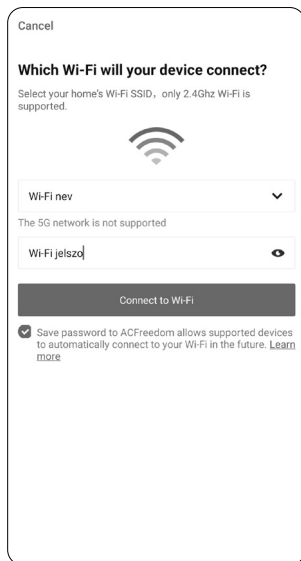 Cancel
Which Wi-Fi will your device connect?
Select your home's Wi-Fi SSID, only 2.4Ghz Wi-Fi is
supported.
Wi-Fi nev
The 5G network is not supported
Wi-Fi jelszo
Connect to Wi-Fi
Save password to ACFreedom allows supported devices
to automatically connect to your Wi-Fi in the future. Learn
more